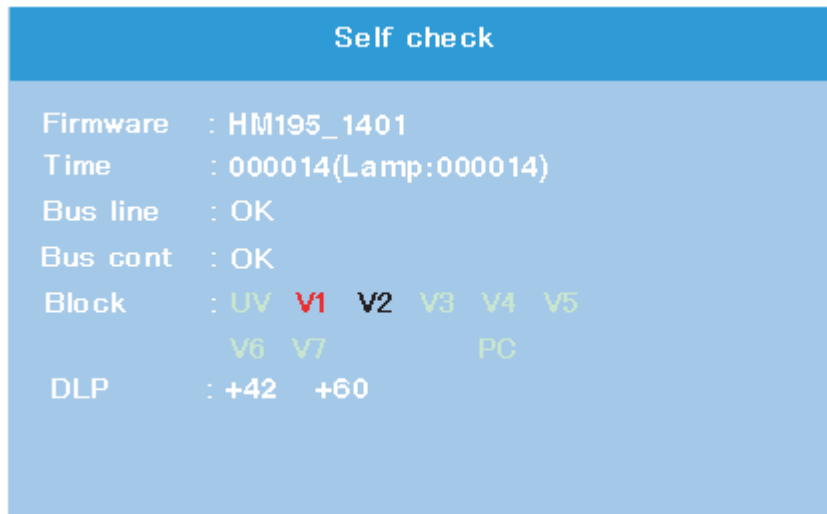 Self check
Firmware : HM195_1401
Time : 000014(Lamp:000014)
Bus line : OK
Bus cont : OK
Block : UV V1 V2 V3 V4 V5
V6 V7 PC
DLP : +42 +60